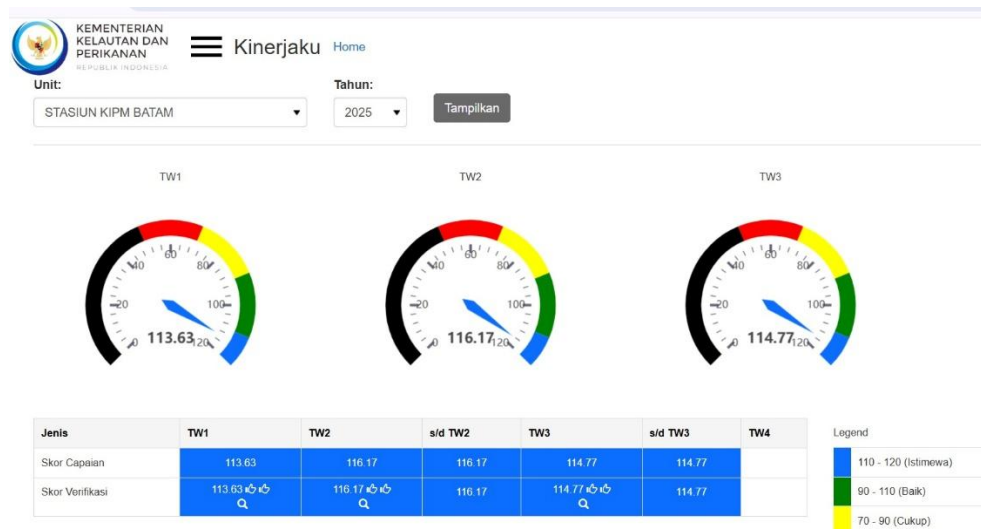 KEMENTERIAN
KELAUTAN DAN
PERIKANAN
REPUBLIK INDONESIA
Kinerjaku Home
Unit: Tahun:
STASIUN KIPM BATAM 2025 Tampilkan
TW1 TW2 TW3
0 20 40 60 80 100 120
113.63
0 20 40 60 80 100 120
116.17
0 20 40 60 80 100 120
114.77
Jenis TW1 TW2 s/d TW2 TW3 s/d TW3 TW4
Skor Capaian 113.63 116.17 116.17 114.77 114.77
Skor Verifikasi 113.63 116.17 116.17 114.77 114.77
Legend
110 - 120 (Istimewa)
90 - 110 (Baik)
70 - 90 (Cukup)